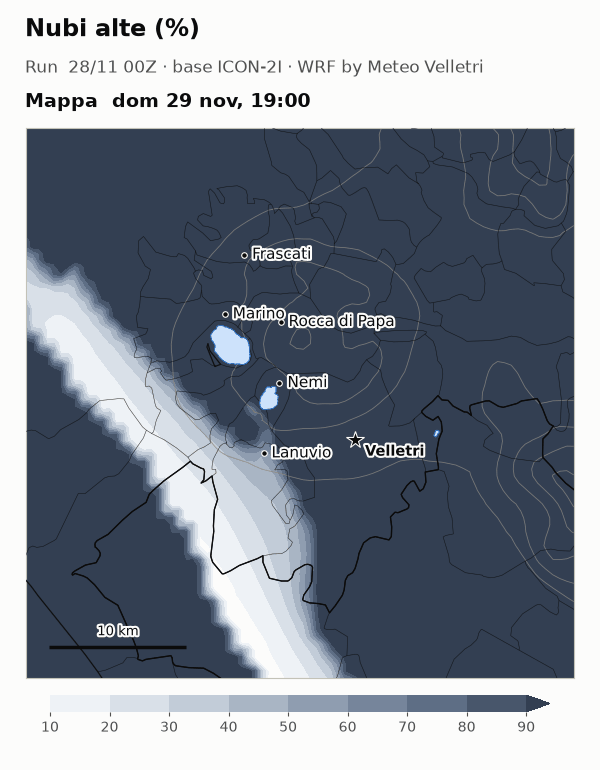 Nubi alte (%)
Run 28/11 00Z · base ICON-2I · WRF by Meteo Velletri
Mappa dom 29 nov, 19:00
Frascati
Marino
Rocca di Papa
Nemi
Velletri
Lanuvio
10 km
10 20 30 40 50 60 70 80 90